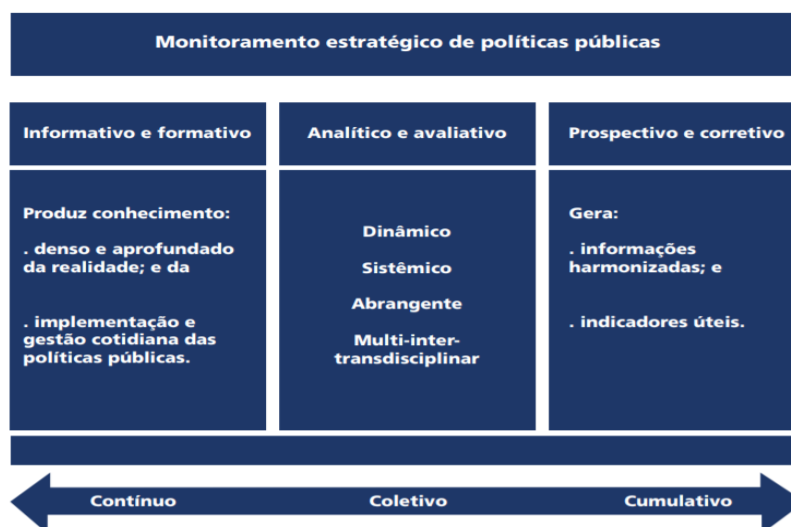 Monitoramento estratégico de políticas públicas
Informativo e formativo
Produz conhecimento:
. denso e aprofundado
da realidade; e da
. implementação e
gestão cotidiana das
políticas públicas.
Analítico e avaliativo
Dinâmico
Sistêmico
Abrangente
Multi-inter-
transdisciplinar
Prospectivo e corretivo
Gera:
. informações
harmonizadas; e
. indicadores úteis.
Contínuo
Coletivo
Cumulativo